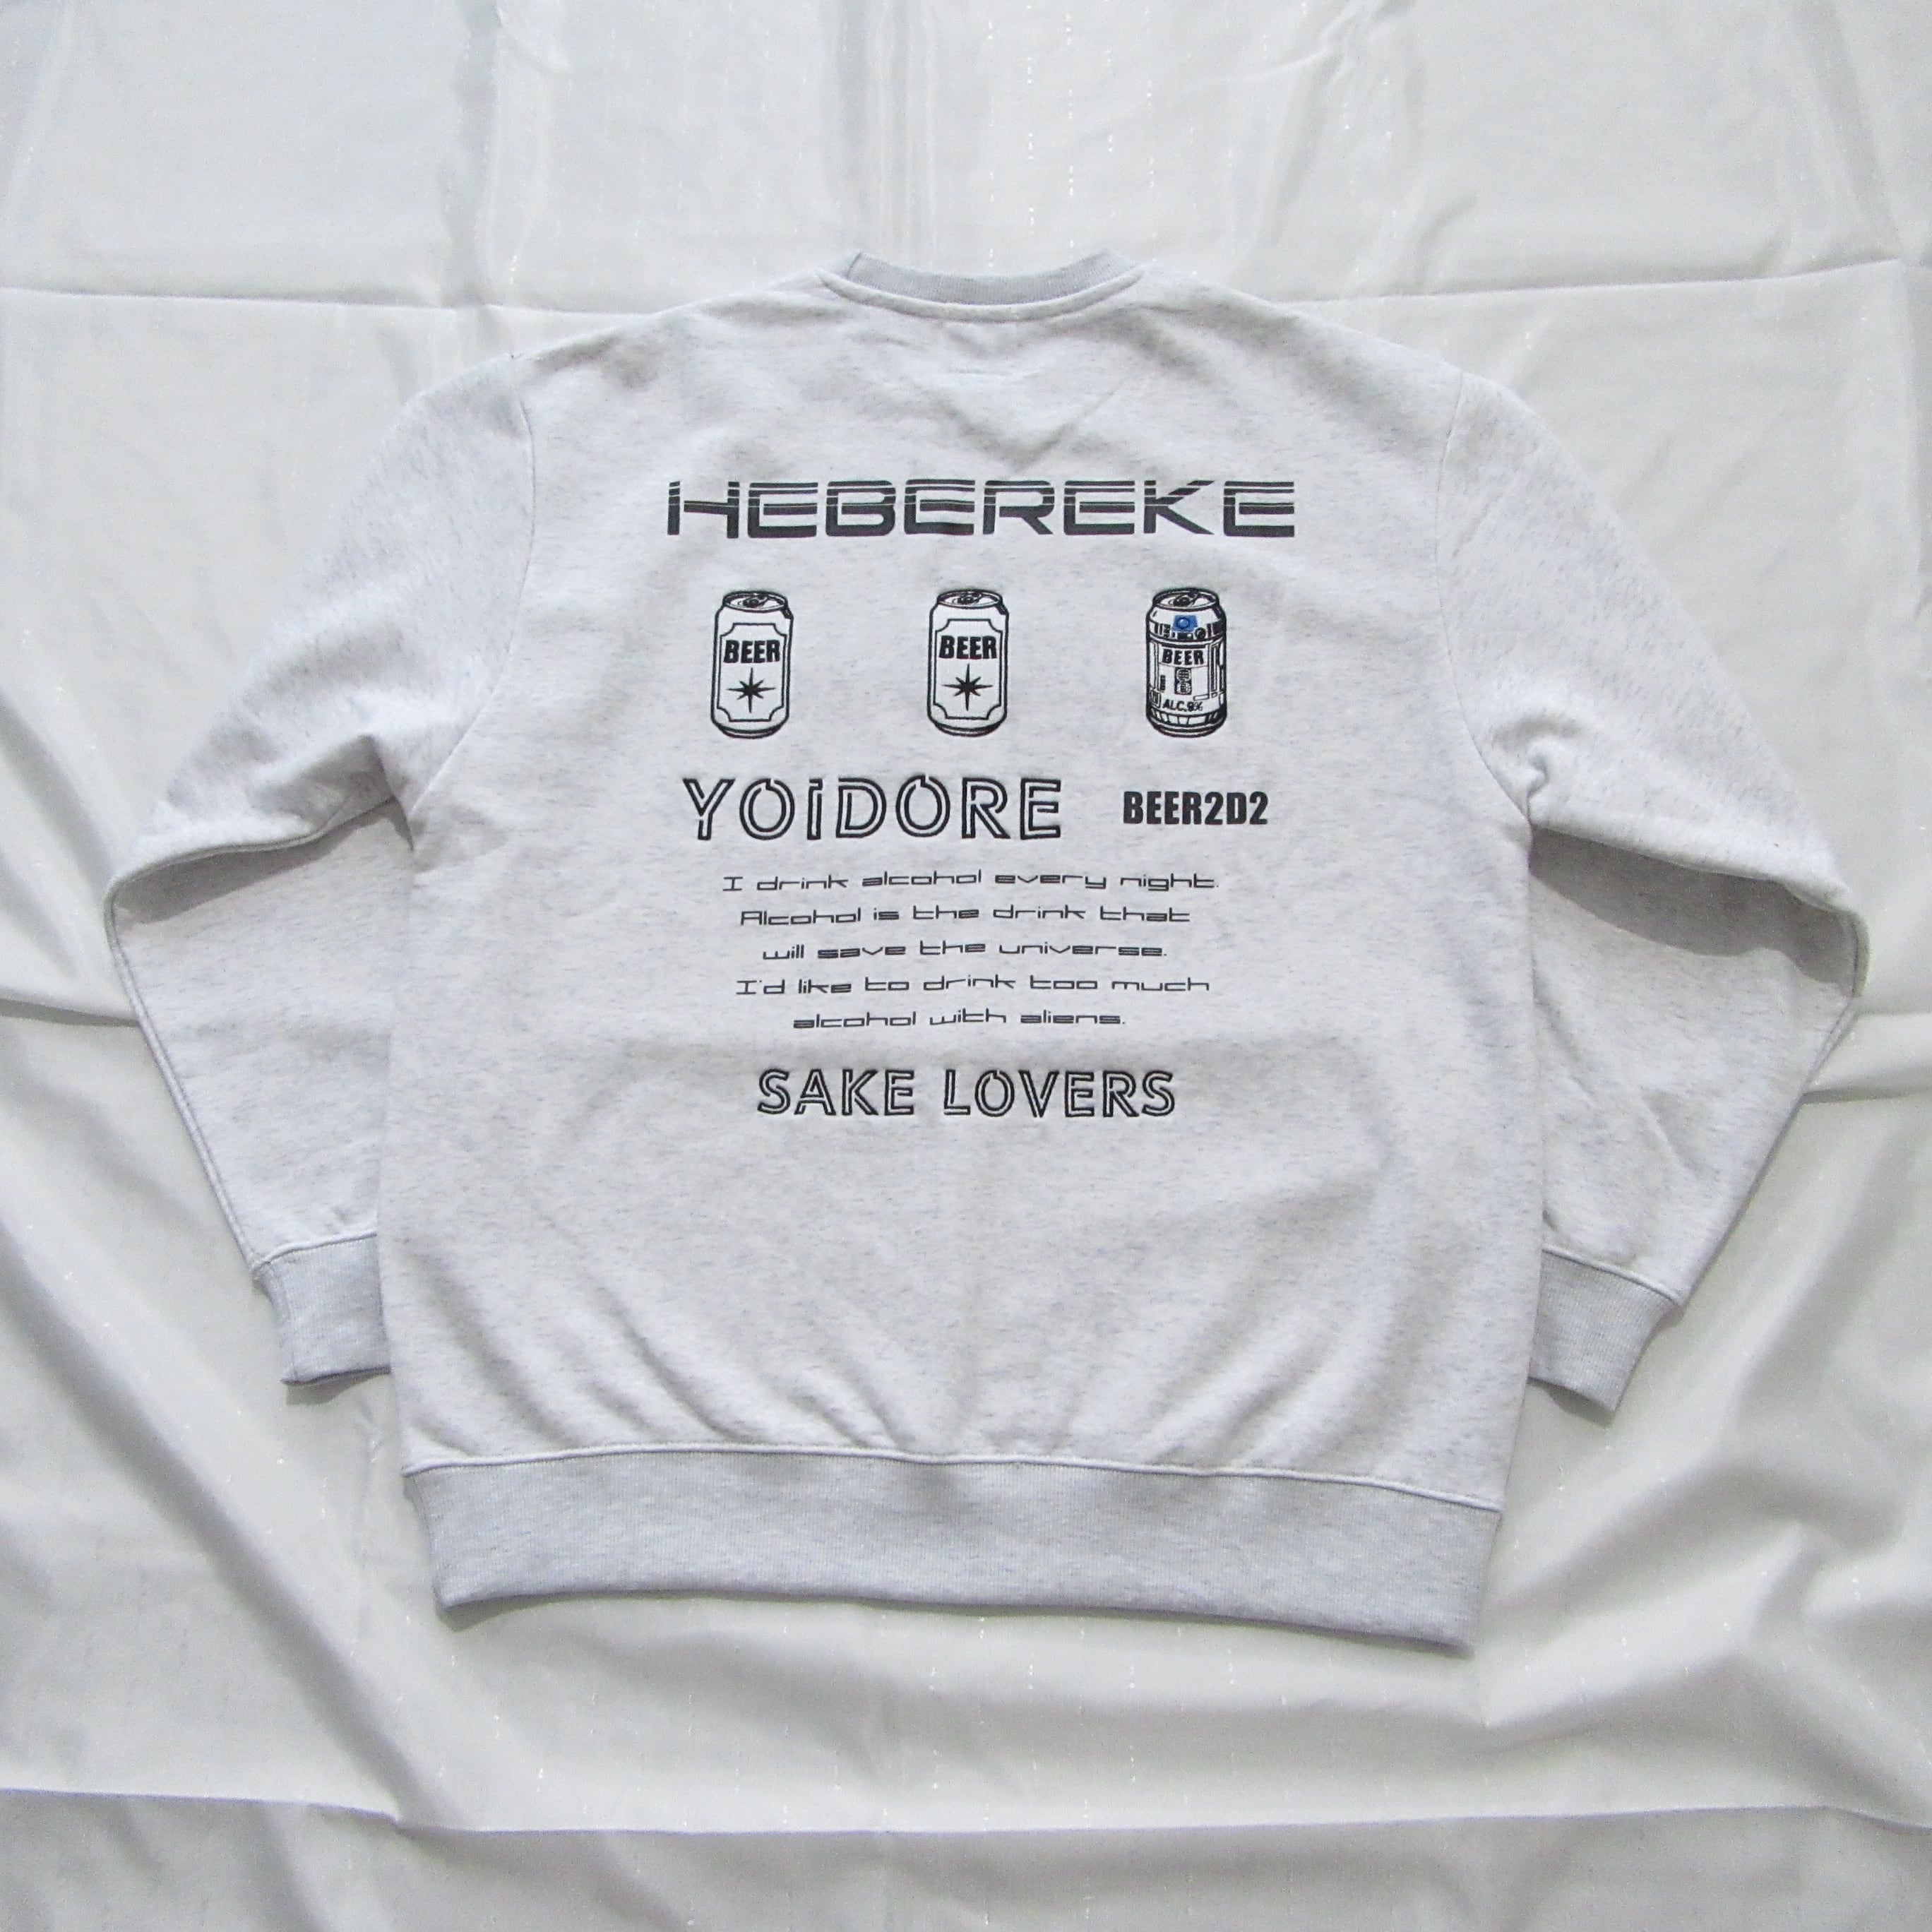 HEBEREKE
BEER BEER BEER
ALC.9%
YOiDORE BEER2D2
I drink alcohol every night.
Alcohol is the drink that
will save the universe.
I'd like to drink too much
alcohol with aliens.
SAKE LOVERS